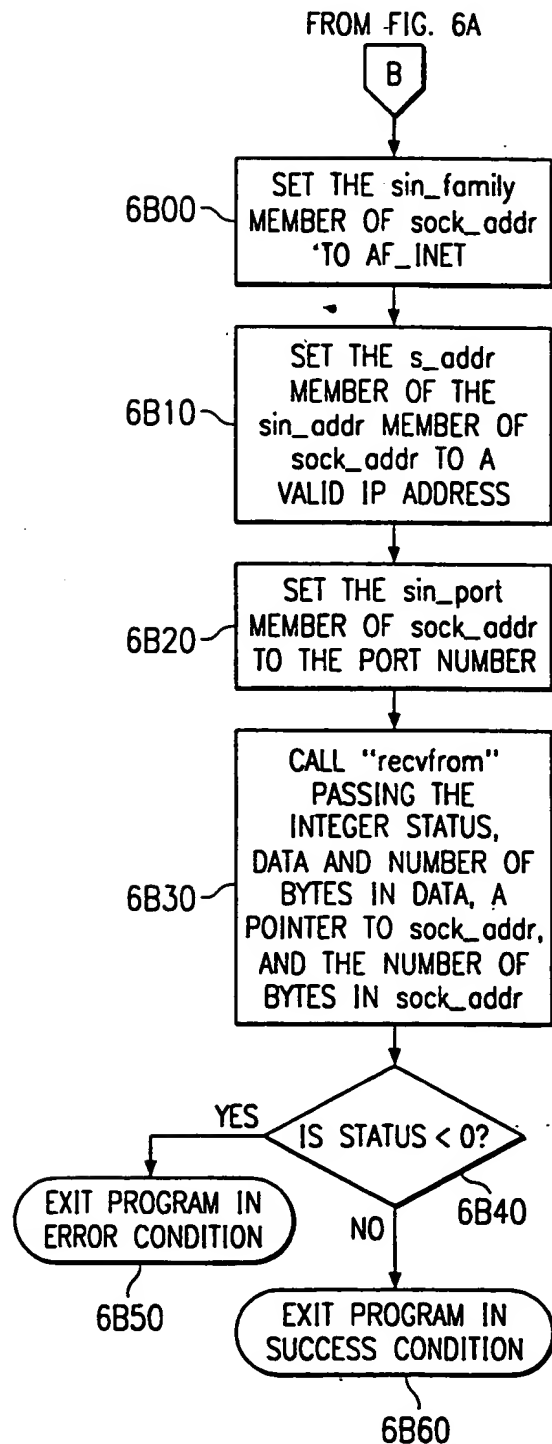 FROM FIG. 6A
B
6B00
SET THE sin_family
MEMBER OF sock_addr
'TO AF_INET
6B10
SET THE s_addr
MEMBER OF THE
sin_addr MEMBER OF
sock_addr TO A
VALID IP ADDRESS
6B20
SET THE sin_port
MEMBER OF sock_addr
TO THE PORT NUMBER
6B30
CALL "recvfrom"
PASSING THE
INTEGER STATUS,
DATA AND NUMBER OF
BYTES IN DATA, A
POINTER TO sock_addr,
AND THE NUMBER OF
BYTES IN sock_addr
YES
IS STATUS < 0?
6B40
EXIT PROGRAM IN
ERROR CONDITION
6B50
NO
EXIT PROGRAM IN
SUCCESS CONDITION
6B60